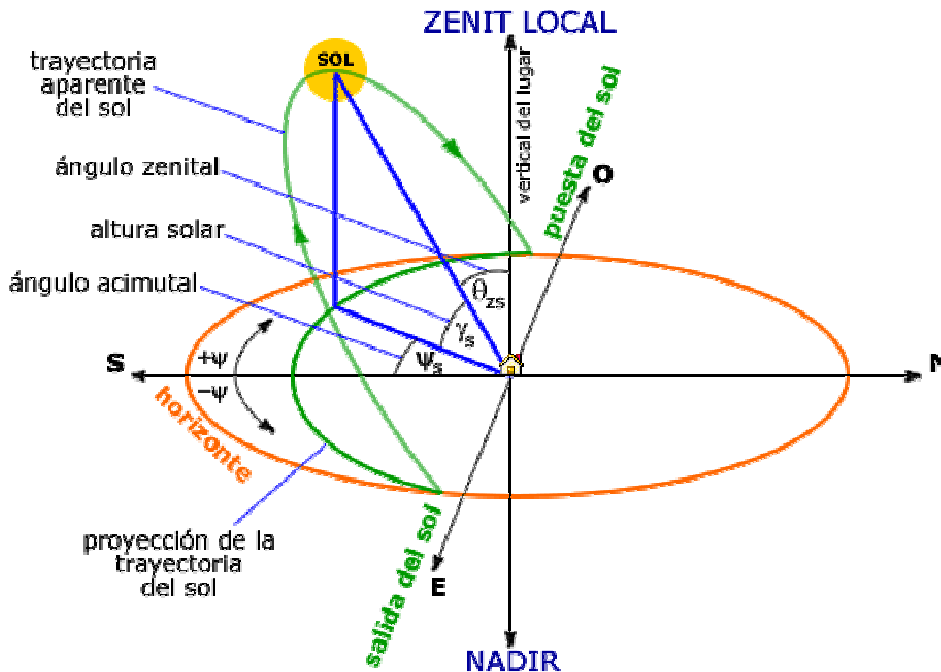 ZENIT LOCAL
SOL
trayectoria
aparente
del sol
vertical del lugar
puesta del sol
O
ángulo zenital
altura solar
ángulo acimutal
θzs
γs
ψs
S
+ψ
−ψ
N
horizonte
proyección de la
trayectoria
del sol
salida del sol
E
NADIR